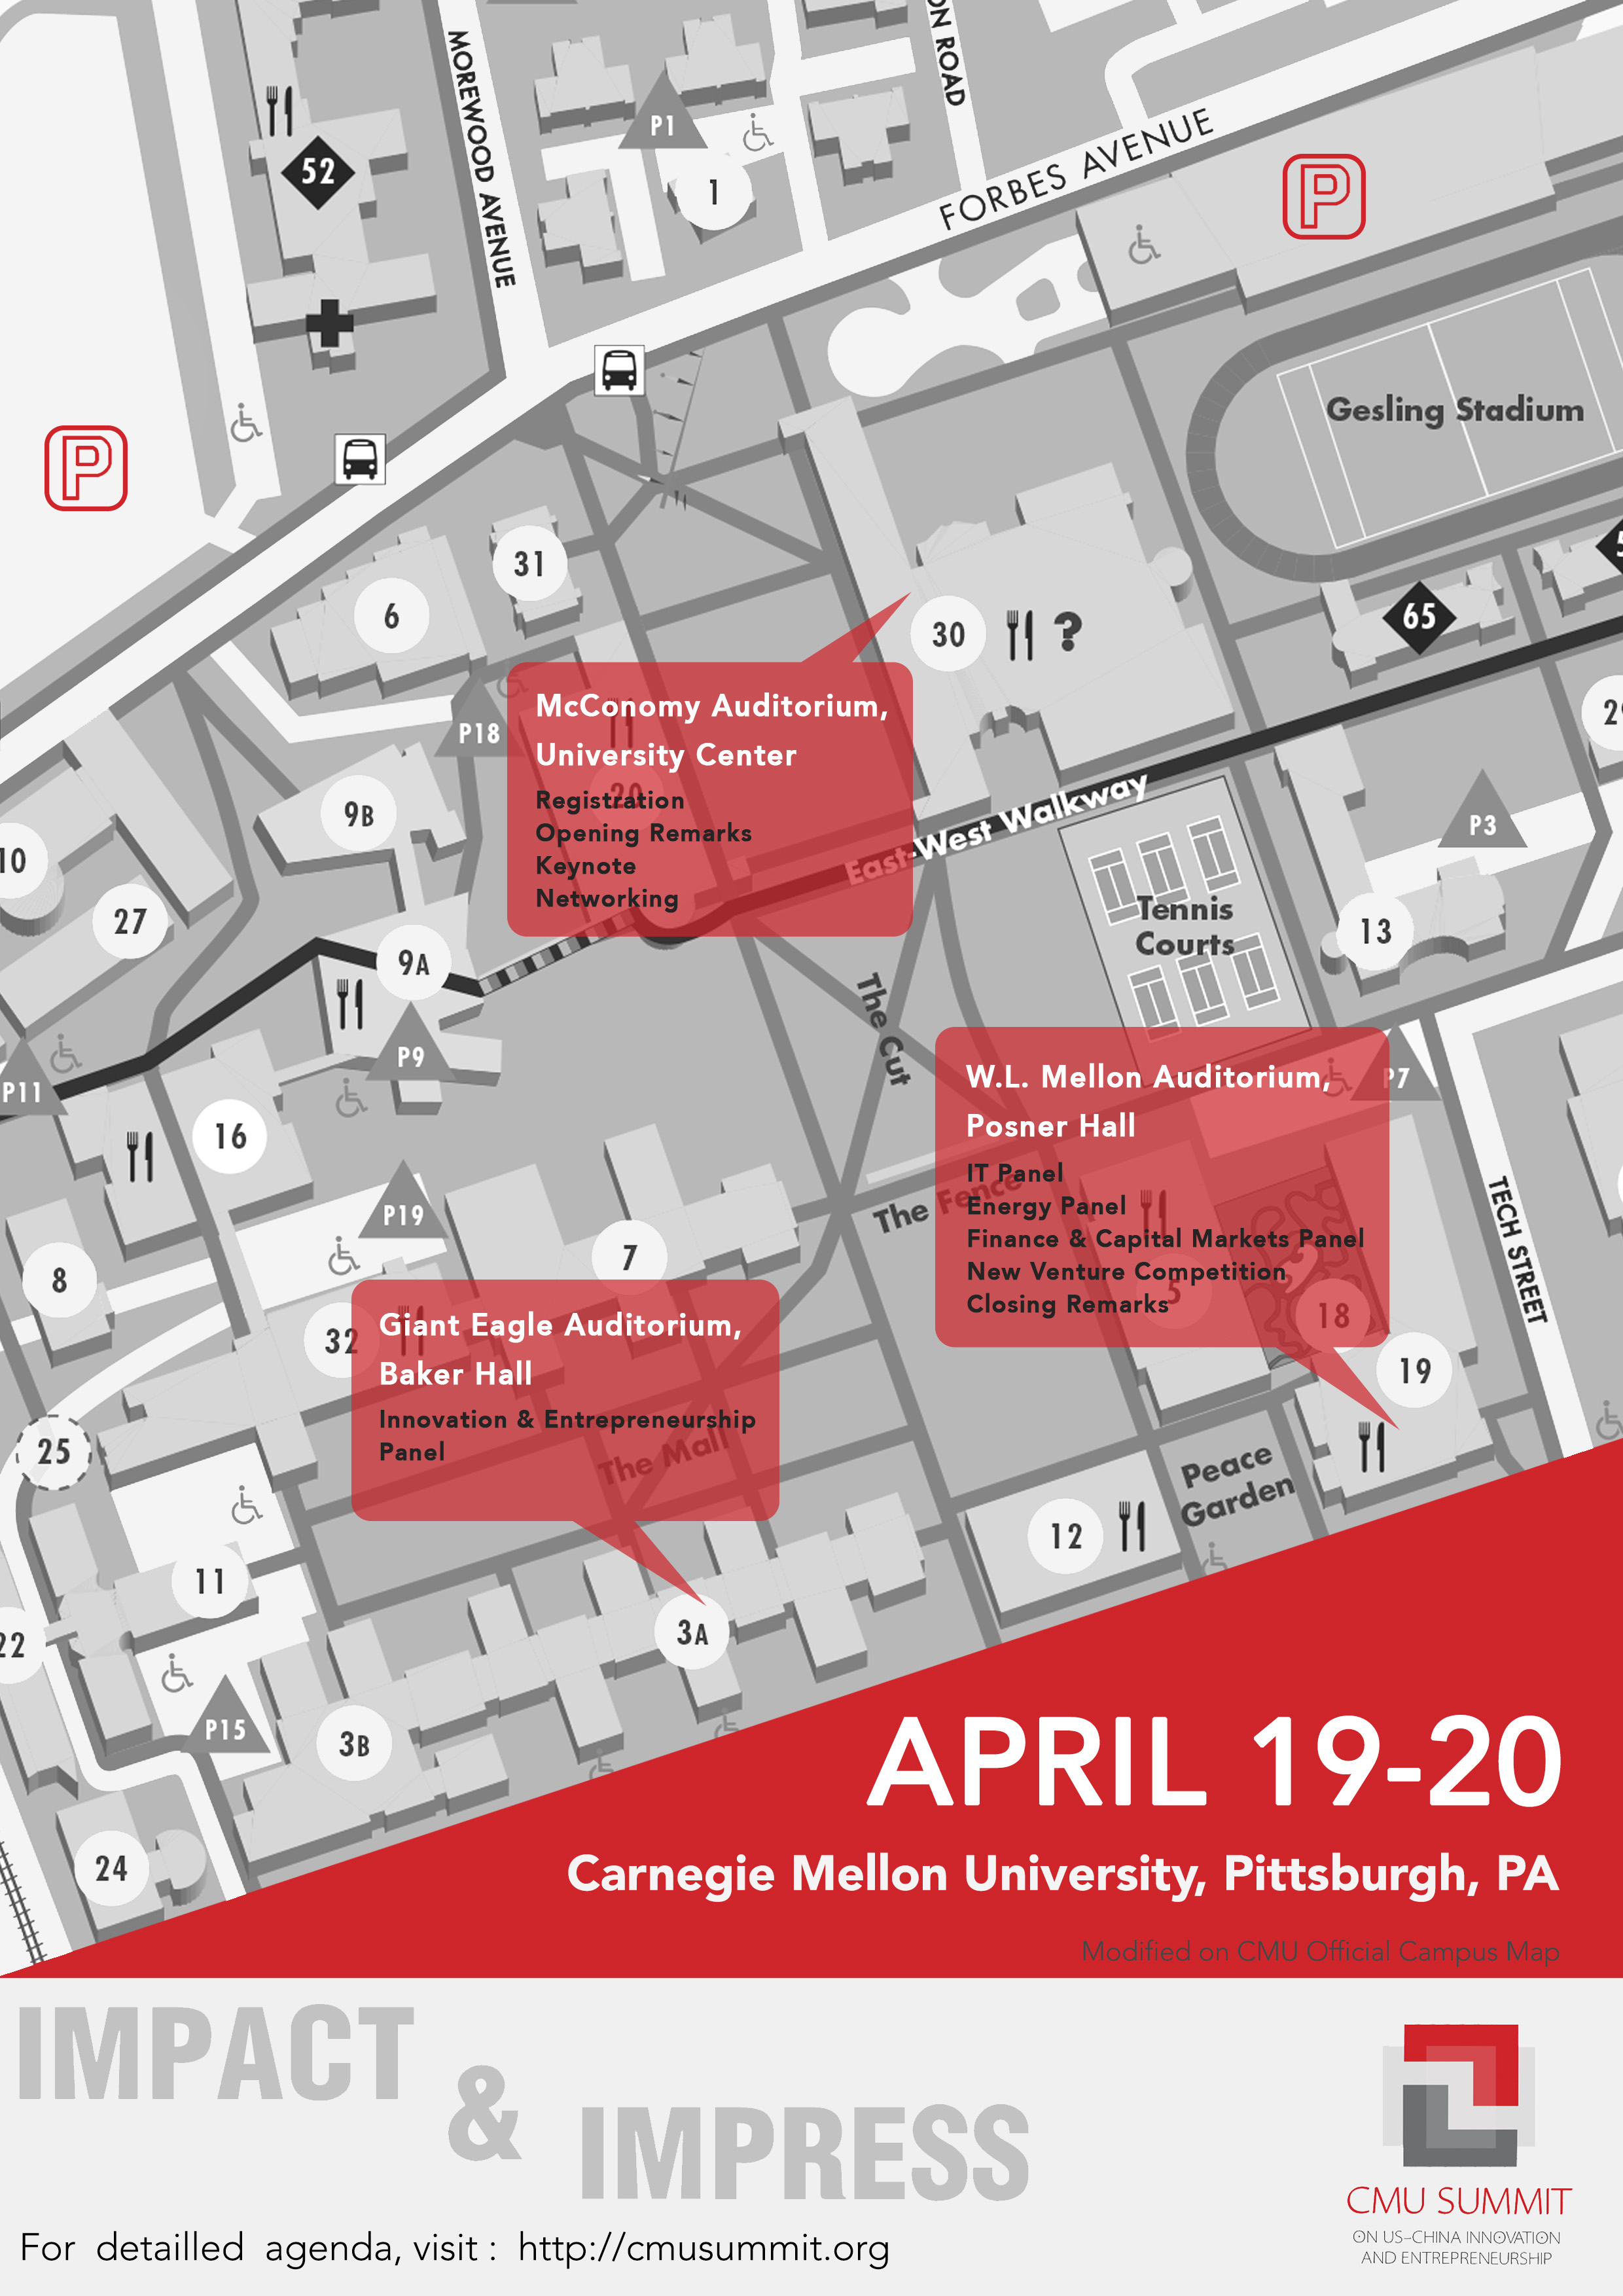 MOREWOOD AVENUE
ON ROAD
P1
52
1
FORBES AVENUE
P
Gesling Stadium
P
31
6
30
?
65
P18
McConomy Auditorium,
University Center
20
Registration
Opening Remarks
Keynote
Networking
East-West Walkway
P3
9B
10
27
Tennis
Courts
13
9A
The Cut
P9
P11
W.L. Mellon Auditorium,
Posner Hall
P7
16
IT Panel
Energy Panel
Finance & Capital Markets Panel
New Venture Competition
Closing Remarks
The Fence
TECH STREET
P19
7
8
5
18
19
32
Giant Eagle Auditorium,
Baker Hall
Innovation & Entrepreneurship
Panel
The Mall
25
Peace
Garden
12
11
22
3A
P15
3B
24
APRIL 19-20
Carnegie Mellon University, Pittsburgh, PA
Modified on CMU Official Campus Map
IMPACT
&
IMPRESS
CMU SUMMIT
ON US-CHINA INNOVATION
AND ENTREPRENEURSHIP
For detailled agenda, visit : http://cmusummit.org